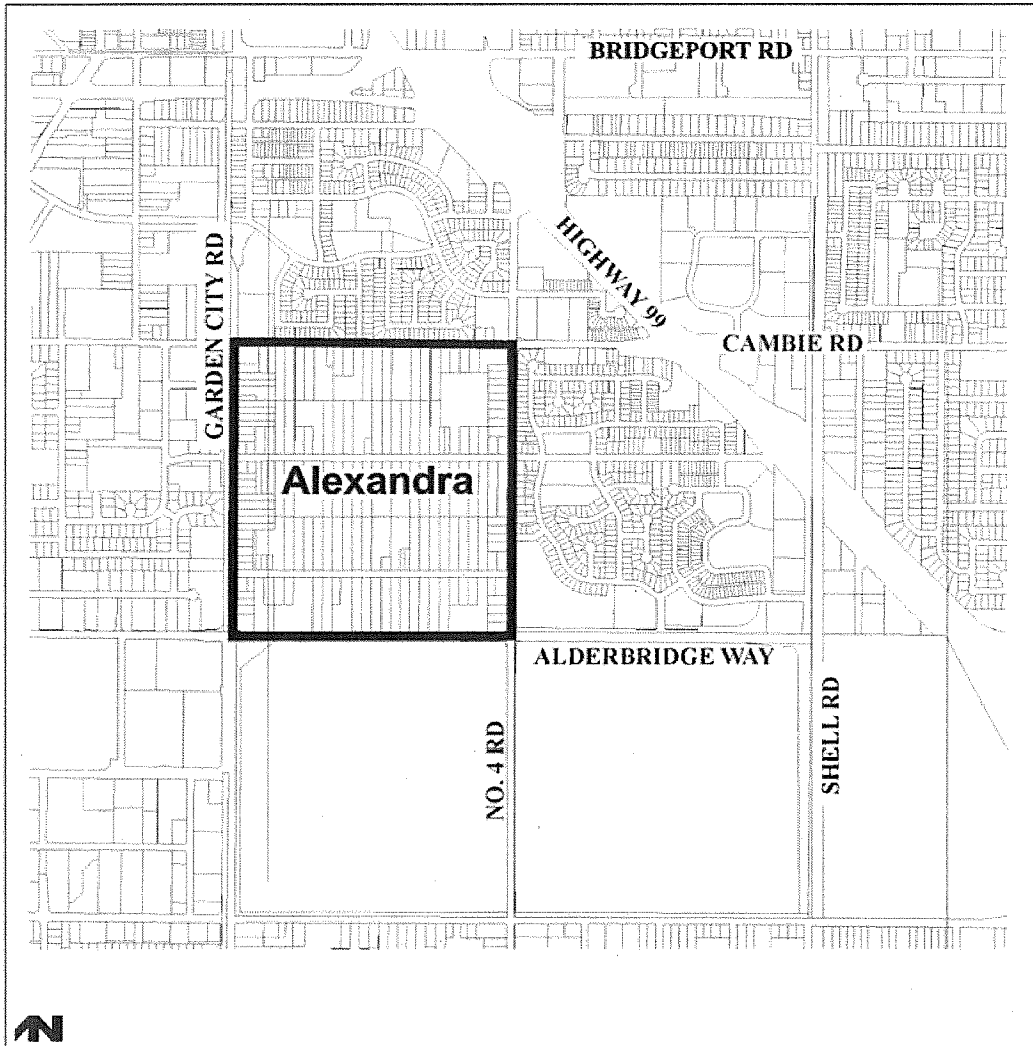 BRIDGEPORT RD
HIGHWAY 99
GARDEN CITY RD
CAMBIE RD
Alexandra
ALDERBRIDGE WAY
NO. 4 RD
SHELL RD
N